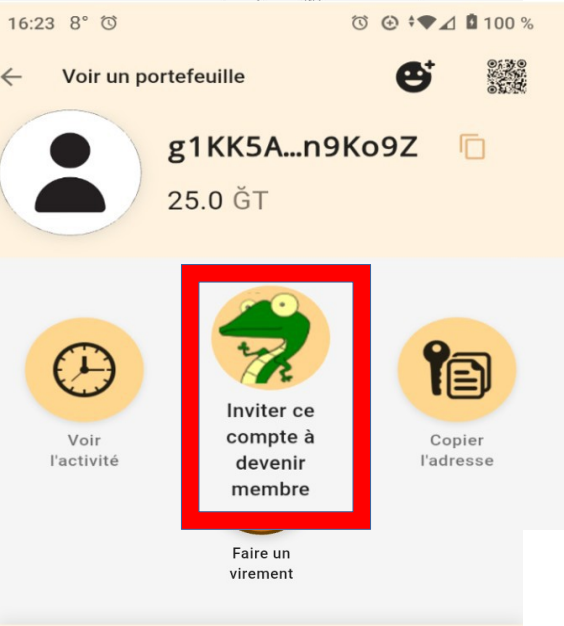 16:23 8° 100 %
Voir un portefeuille
g1KK5A...n9Ko9Z
25.0 ĞT
Voir
l'activité
Inviter ce
compte à
devenir
membre
Copier
l'adresse
Faire un
virement